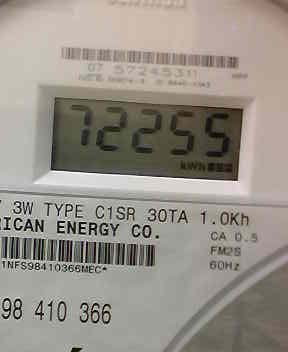 07 57245311
72255
kWh
3W TYPE C1SR 30TA 1.0Kh
RICAN ENERGY CO.
CA 0.5
FM2S
60Hz
1NFS98410366MEC*
98 410 366